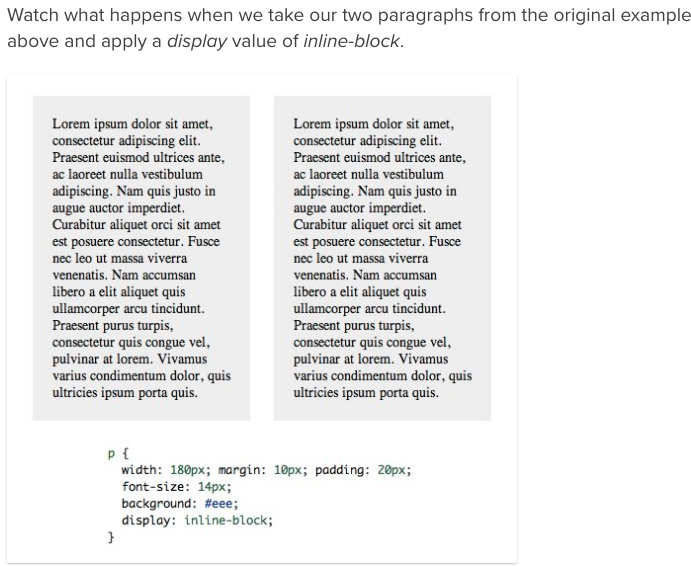 Watch what happens when we take our two paragraphs from the original example
above and apply a display value of inline-block.
Lorem ipsum dolor sit amet,
consectetur adipiscing elit.
Praesent euismod ultrices ante,
ac laoreet nulla vestibulum
adipiscing. Nam quis justo in
augue auctor imperdiet.
Curabitur aliquet orci sit amet
est posuere consectetur. Fusce
nec leo ut massa viverra
venenatis. Nam accumsan
libero a elit aliquet quis
ullamcorper arcu tincidunt.
Praesent purus turpis,
consectetur quis congue vel,
pulvinar at lorem. Vivamus
varius condimentum dolor, quis
ultricies ipsum porta quis.
Lorem ipsum dolor sit amet,
consectetur adipiscing elit.
Praesent euismod ultrices ante,
ac laoreet nulla vestibulum
adipiscing. Nam quis justo in
augue auctor imperdiet.
Curabitur aliquet orci sit amet
est posuere consectetur. Fusce
nec leo ut massa viverra
venenatis. Nam accumsan
libero a elit aliquet quis
ullamcorper arcu tincidunt.
Praesent purus turpis,
consectetur quis congue vel,
pulvinar at lorem. Vivamus
varius condimentum dolor, quis
ultricies ipsum porta quis.
p {
width: 180px; margin: 10px; padding: 20px;
font-size: 14px;
background: #eee;
display: inline-block;
}